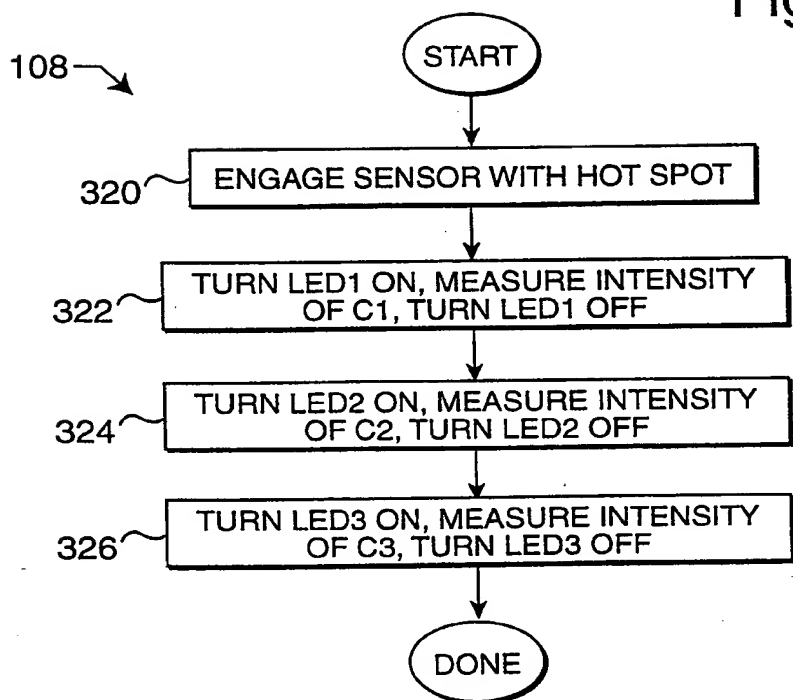 Fig
START
108
ENGAGE SENSOR WITH HOT SPOT
320
TURN LED1 ON, MEASURE INTENSITY
OF C1, TURN LED1 OFF
322
TURN LED2 ON, MEASURE INTENSITY
OF C2, TURN LED2 OFF
324
TURN LED3 ON, MEASURE INTENSITY
OF C3, TURN LED3 OFF
326
DONE